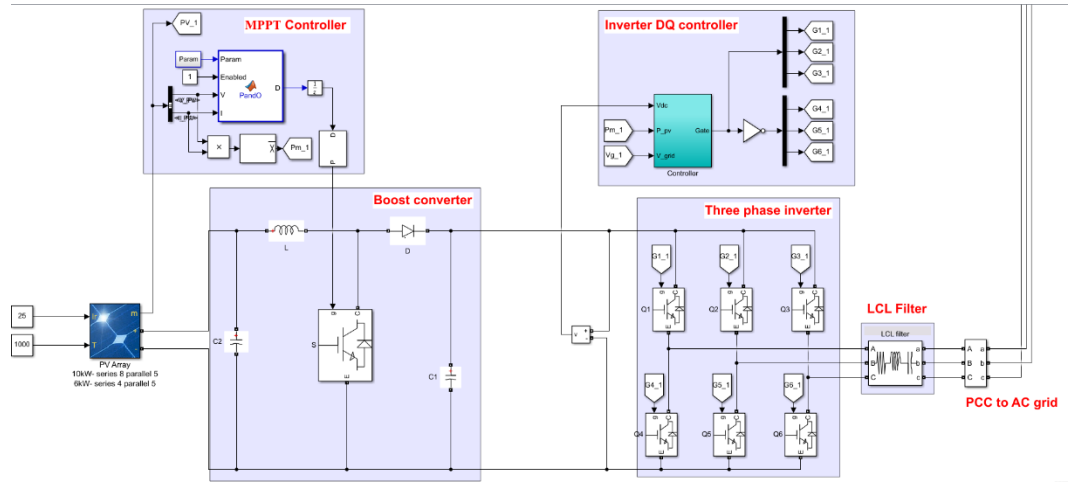 MPPT Controller
PV_1
Param
Param
1
Enabled
V
I
PandO
D
1
Z
×
Pm_1
D
P
Inverter DQ controller
Vdc
Pm_1
P_pv
Gate
Vg_1
V_grid
Controller
G1_1
G2_1
G3_1
G4_1
G5_1
G6_1
Boost converter
L
D
C2
S
g
C
E
C1
25
1000
m
T
+
-
PV Array
10kW- series 8 parallel 5
6kW- series 4 parallel 5
v
+
-
Three phase inverter
G1_1
G2_1
G3_1
g
C
g
C
g
C
Q1
Q2
Q3
E
E
E
G4_1
G5_1
G6_1
g
C
g
C
g
C
Q4
Q5
Q6
E
E
E
LCL Filter
LCL filter
A
a
B
b
C
c
A
a
B
b
C
c
PCC to AC grid